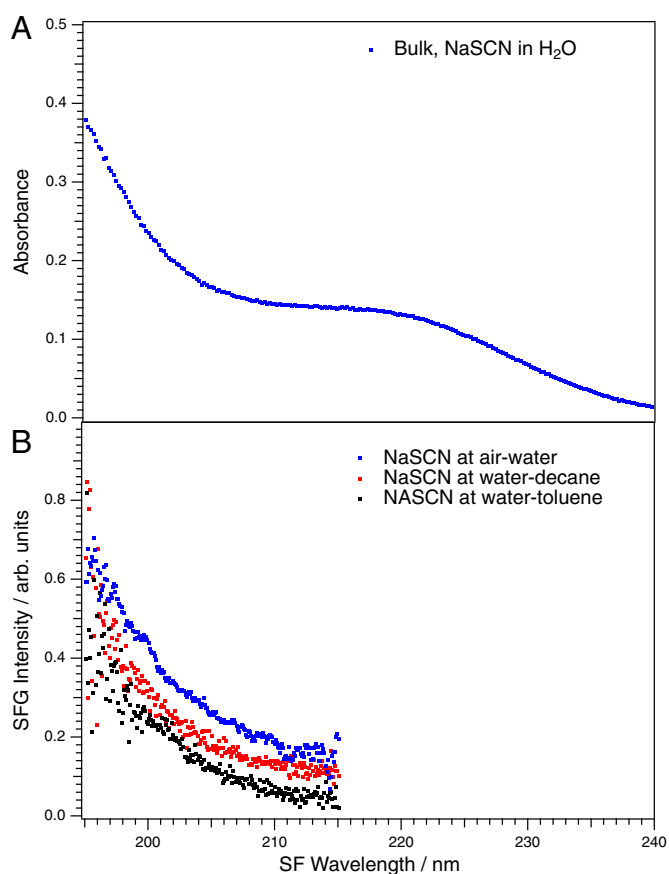 A
0.5
0.4
0.3
0.2
0.1
0.0
Absorbance
Bulk, NaSCN in H₂O
B
0.8
0.6
0.4
0.2
0.0
SFG Intensity / arb. units
NaSCN at air-water
NaSCN at water-decane
NASCN at water-toluene
200 210 220 230 240
SF Wavelength / nm